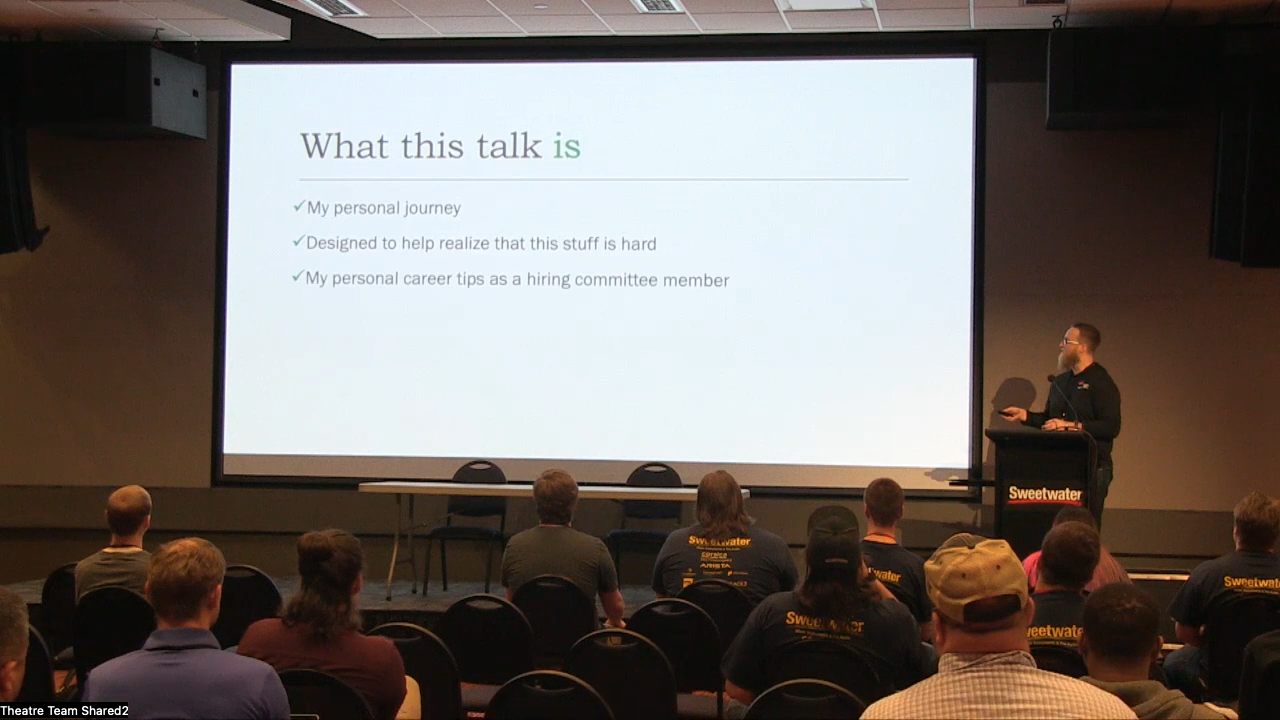 What this talk is
✓My personal journey
✓Designed to help realize that this stuff is hard
✓My personal career tips as a hiring committee member
Sweetwater
Sweetwater
ARISTA
Sweetwater
Sweetwater
Sweetwater
Theatre Team Shared2